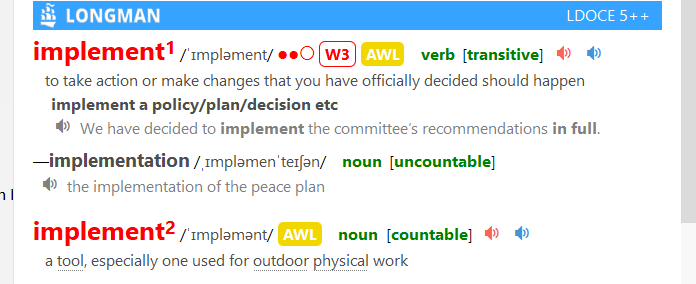 LONGMAN LDOCE 5++
implement1 /ˈɪmpləment/ ●●○ W3 AWL verb [transitive]
to take action or make changes that you have officially decided should happen
implement a policy/plan/decision etc
We have decided to implement the committee’s recommendations in full.
—implementation /ˌɪmpləmenˈteɪʃən/ noun [uncountable]
the implementation of the peace plan
implement2 /ˈɪmpləmənt/ AWL noun [countable]
a tool, especially one used for outdoor physical work